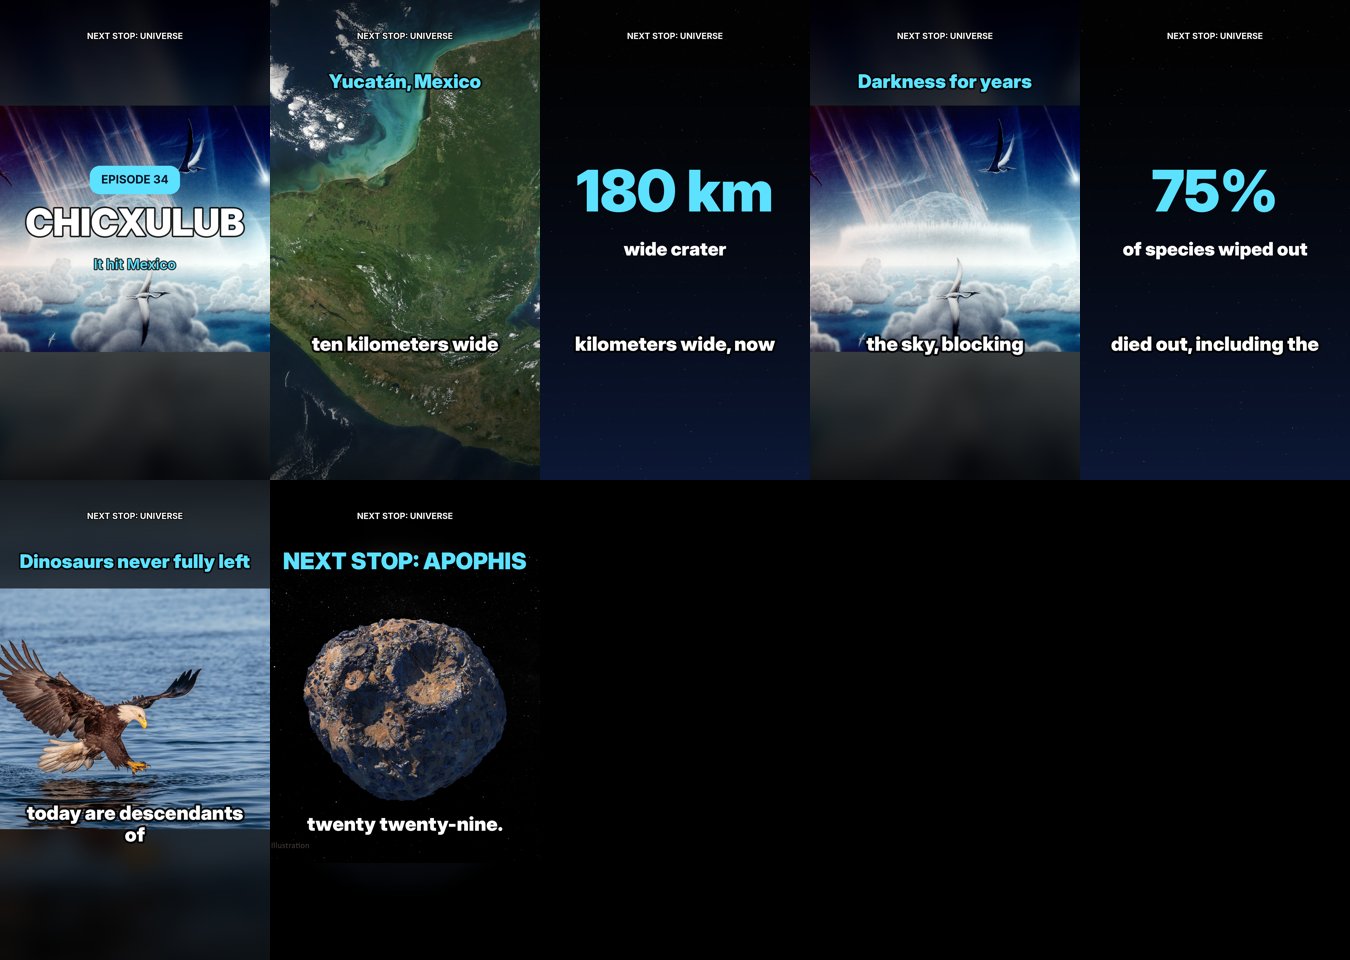 NEXT STOP: UNIVERSE
EPISODE 34
CHICXULUB
It hit Mexico
NEXT STOP: UNIVERSE
Yucatán, Mexico
ten kilometers wide
NEXT STOP: UNIVERSE
180 km
wide crater
kilometers wide, now
NEXT STOP: UNIVERSE
Darkness for years
the sky, blocking
NEXT STOP: UNIVERSE
75%
of species wiped out
died out, including the
NEXT STOP: UNIVERSE
Dinosaurs never fully left
today are descendants
of
NEXT STOP: UNIVERSE
NEXT STOP: APOPHIS
twenty twenty-nine.
Illustration